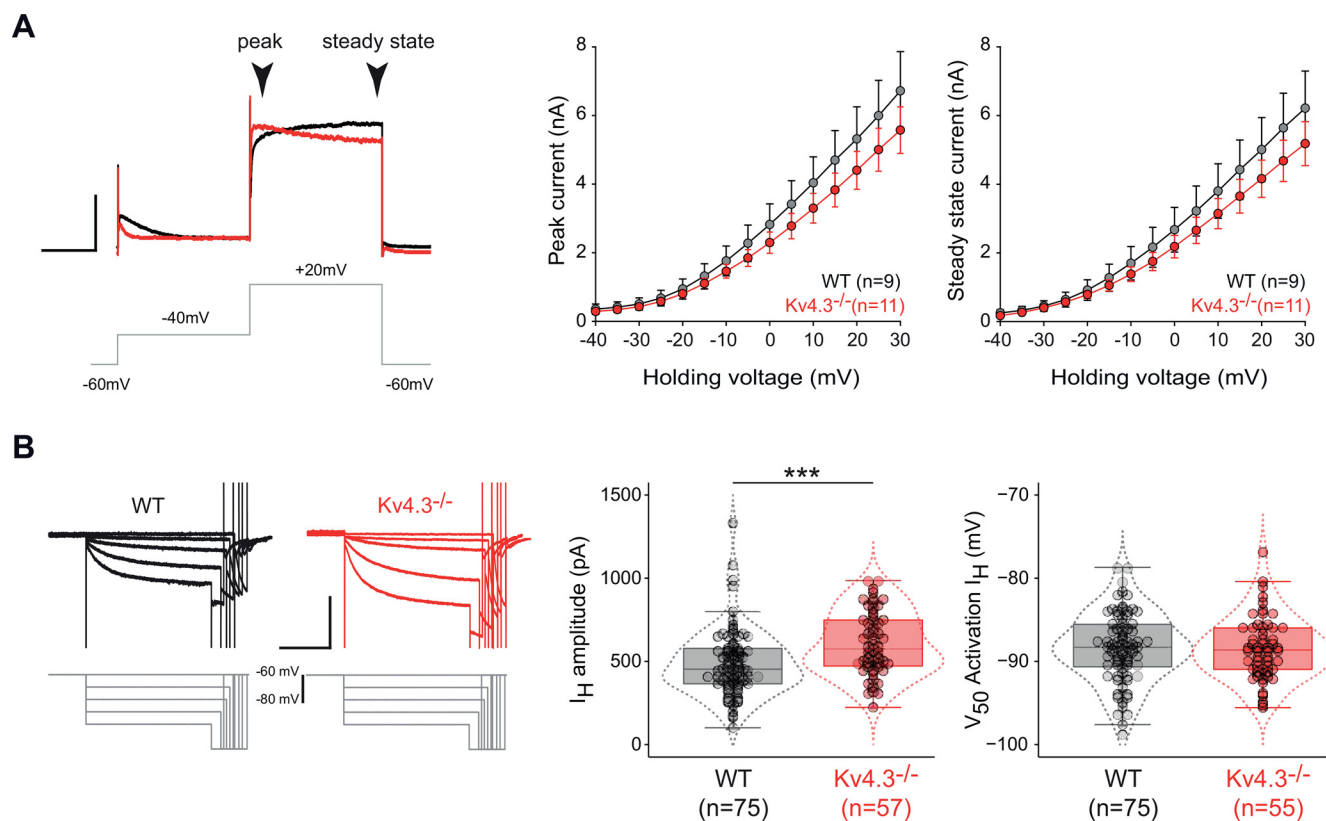 A
peak
steady state
+20mV
-40mV
-60mV
-60mV
Peak current (nA)
8
6
4
2
0
-40 -30 -20 -10 0 10 20 30
Holding voltage (mV)
WT (n=9)
Kv4.3-/- (n=11)
Steady state current (nA)
8
6
4
2
0
-40 -30 -20 -10 0 10 20 30
Holding voltage (mV)
WT (n=9)
Kv4.3-/- (n=11)
B
WT
Kv4.3-/-
-60 mV
-80 mV
***
IH amplitude (pA)
1500
1000
500
0
WT
(n=75)
Kv4.3-/-
(n=57)
V50 Activation IH (mV)
−70
−80
−90
−100
WT
(n=75)
Kv4.3-/-
(n=55)